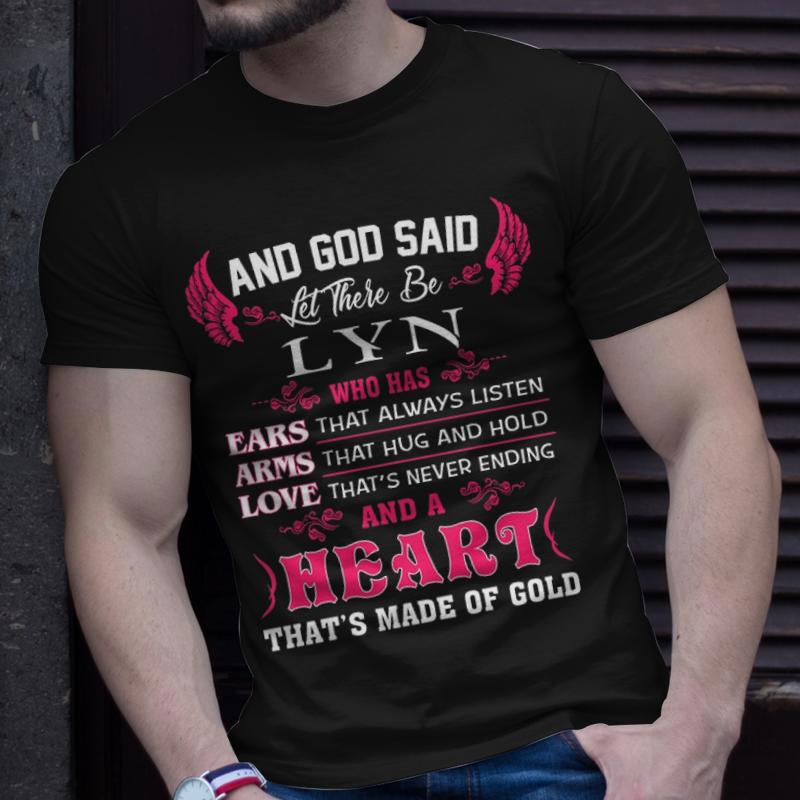 AND GOD SAID
Let There Be
LYN
WHO HAS
EARS THAT ALWAYS LISTEN
ARMS THAT HUG AND HOLD
LOVE THAT'S NEVER ENDING
AND A
HEART
THAT'S MADE OF GOLD